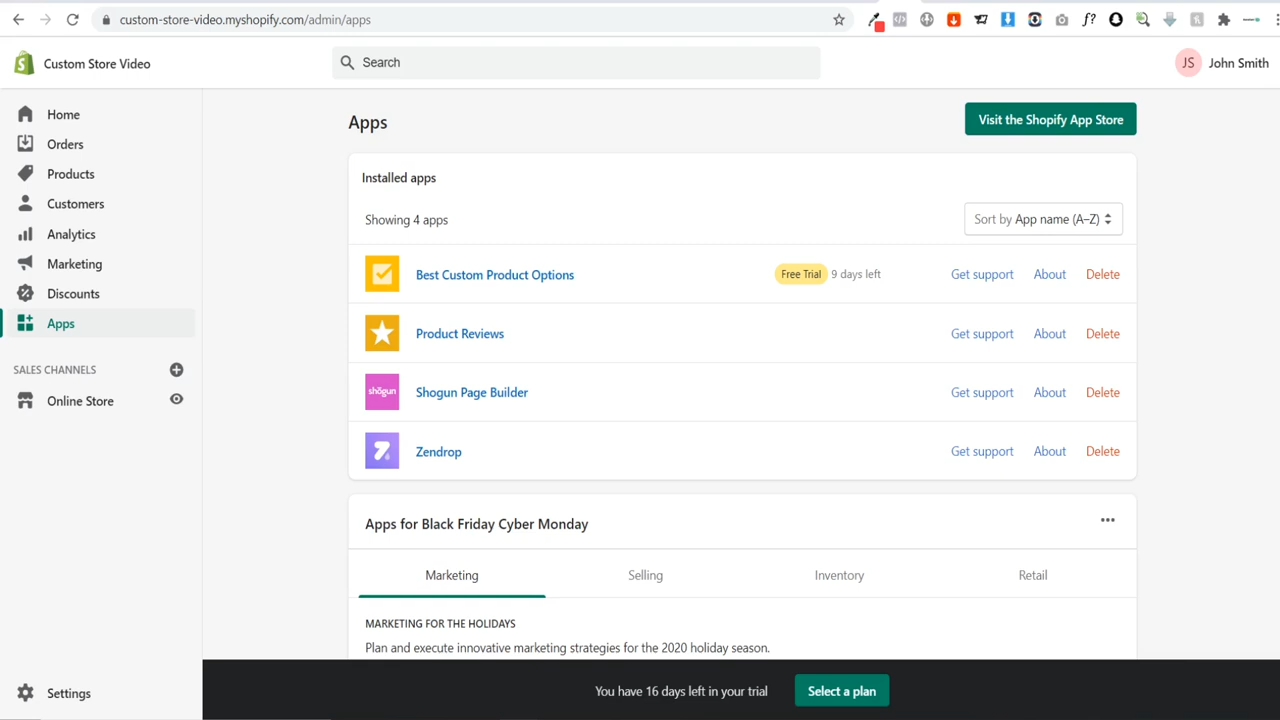 custom-store-video.myshopify.com/admin/apps
f?
Custom Store Video
Search
JS John Smith
Home
Orders
Products
Customers
Analytics
Marketing
Discounts
Apps
SALES CHANNELS
Online Store
Settings
Apps
Visit the Shopify App Store
Installed apps
Showing 4 apps
Sort by App name (A–Z)
Best Custom Product Options Free Trial 9 days left Get support About Delete
Product Reviews Get support About Delete
shōgun Shogun Page Builder Get support About Delete
Zendrop Get support About Delete
Apps for Black Friday Cyber Monday
Marketing Selling Inventory Retail
MARKETING FOR THE HOLIDAYS
Plan and execute innovative marketing strategies for the 2020 holiday season.
You have 16 days left in your trial Select a plan